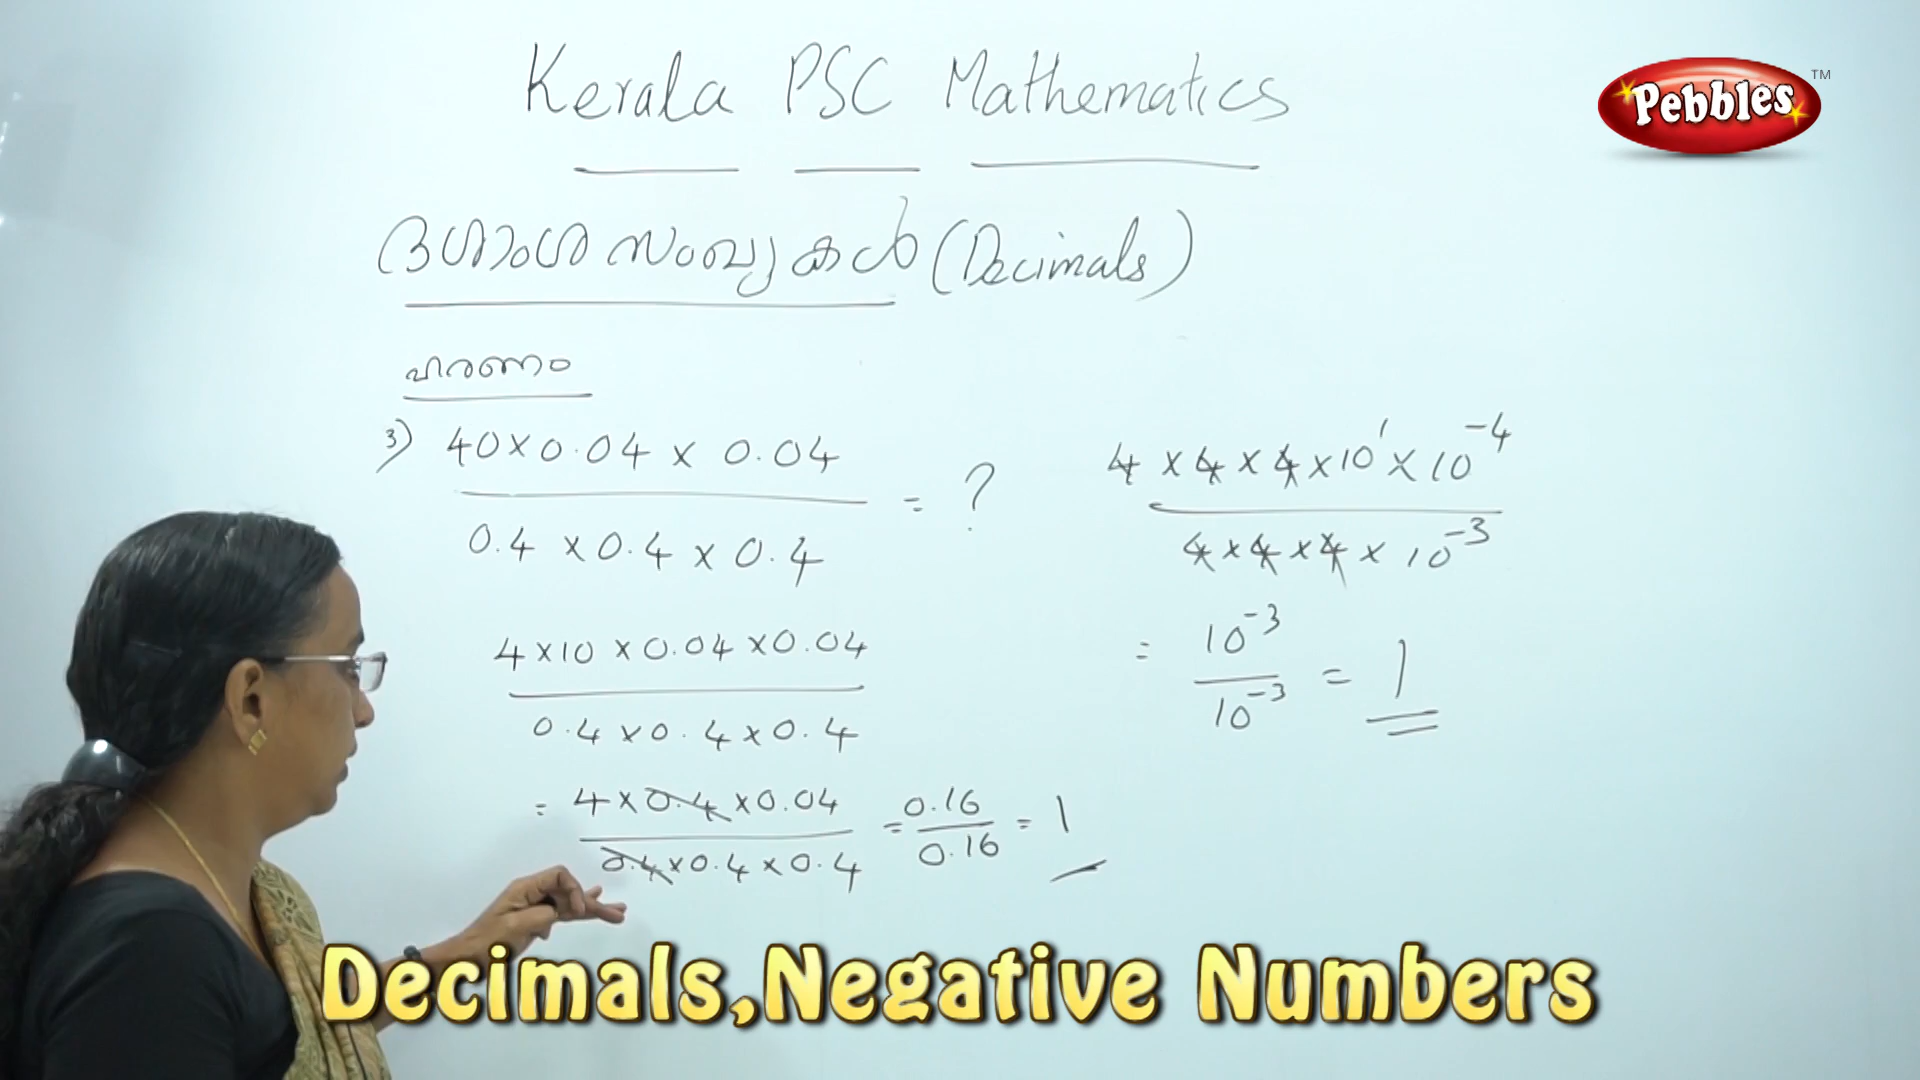 Kerala PSC Mathematics
Pebbles TM
ദശാംശ സംഖ്യകൾ (Decimals)
ഹരണം
3) 40 x 0.04 x 0.04 / 0.4 x 0.4 x 0.4 = ?
4 x 10 x 0.04 x 0.04 / 0.4 x 0.4 x 0.4
= 4 x 0.4 x 0.04 / 0.4 x 0.4 x 0.4 = 0.16 / 0.16 = 1
4 x 4 x 4 x 10¹ x 10⁻⁴ / 4 x 4 x 4 x 10⁻³
= 10⁻³ / 10⁻³ = 1
Decimals,Negative Numbers